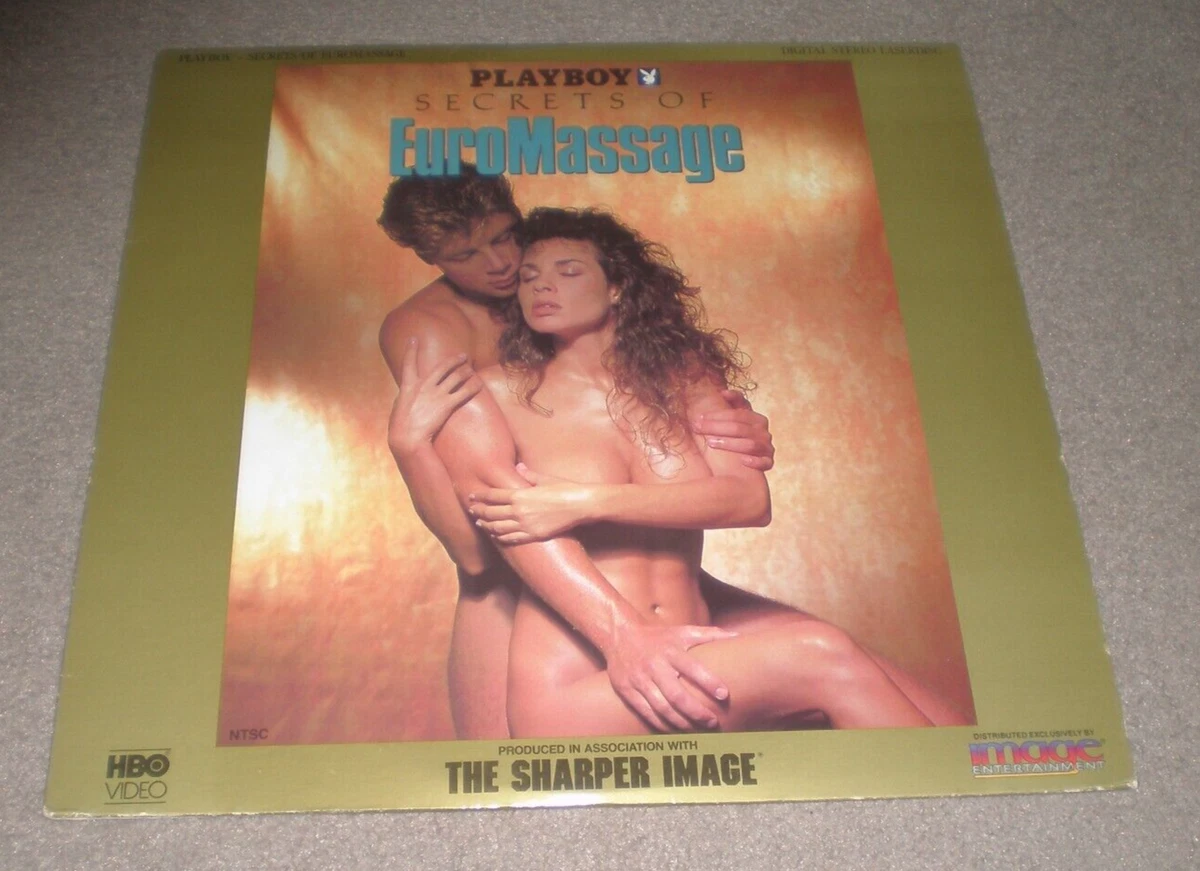 PLAYBOY - SECRETS OF EUROMASSAGE
DIGITAL STEREO LASERDISC
PLAYBOY
SECRETS OF
EuroMassage
NTSC
HBO
VIDEO
PRODUCED IN ASSOCIATION WITH
THE SHARPER IMAGE®
DISTRIBUTED EXCLUSIVELY BY
image
ENTERTAINMENT